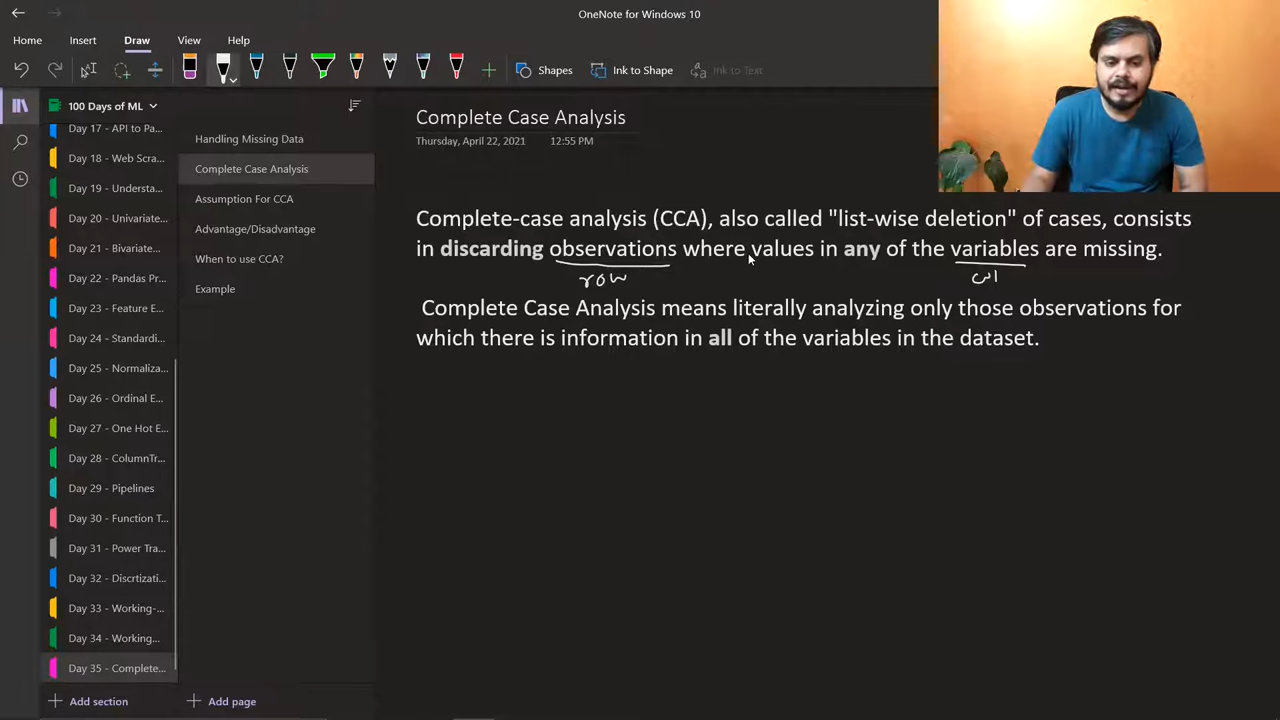 OneNote for Windows 10
Home Insert Draw View Help
Shapes Ink to Shape Ink to Text
100 Days of ML
Day 17 - API to Pa...
Day 18 - Web Scra...
Day 19 - Understa...
Day 20 - Univariate...
Day 21 - Bivariate...
Day 22 - Pandas Pr...
Day 23 - Feature E...
Day 24 - Standardi...
Day 25 - Normaliza...
Day 26 - Ordinal E...
Day 27 - One Hot E...
Day 28 - ColumnTr...
Day 29 - Pipelines
Day 30 - Function T...
Day 31 - Power Tra...
Day 32 - Discrtizati...
Day 33 - Working-...
Day 34 - Working...
Day 35 - Complete...
Add section
Handling Missing Data
Complete Case Analysis
Assumption For CCA
Advantage/Disadvantage
When to use CCA?
Example
Add page
Complete Case Analysis
Thursday, April 22, 2021 12:55 PM
Complete-case analysis (CCA), also called "list-wise deletion" of cases, consists
in discarding observations where values in any of the variables are missing.
row col
Complete Case Analysis means literally analyzing only those observations for
which there is information in all of the variables in the dataset.